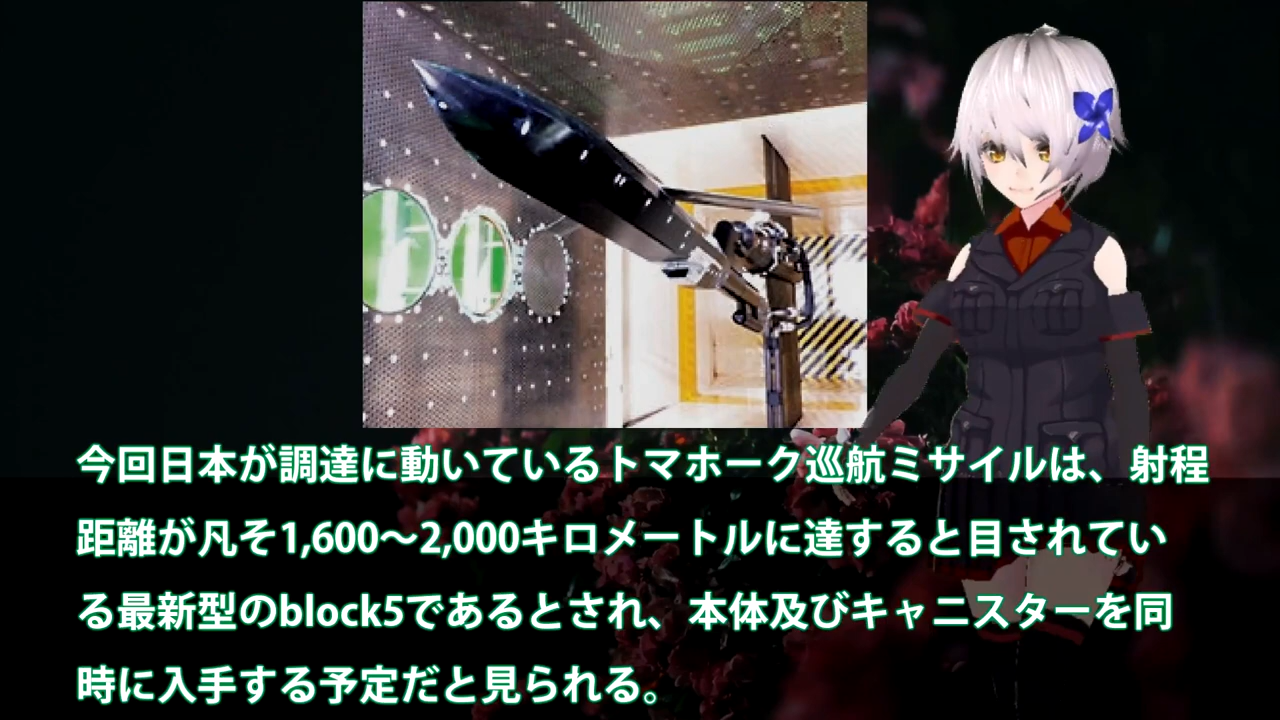 今回日本が調達に動いているトマホーク巡航ミサイルは、射程
距離が凡そ1,600～2,000キロメートルに達すると目されてい
る最新型のblock5であるとされ、本体及びキャニスターを同
時に入手する予定だと見られる。